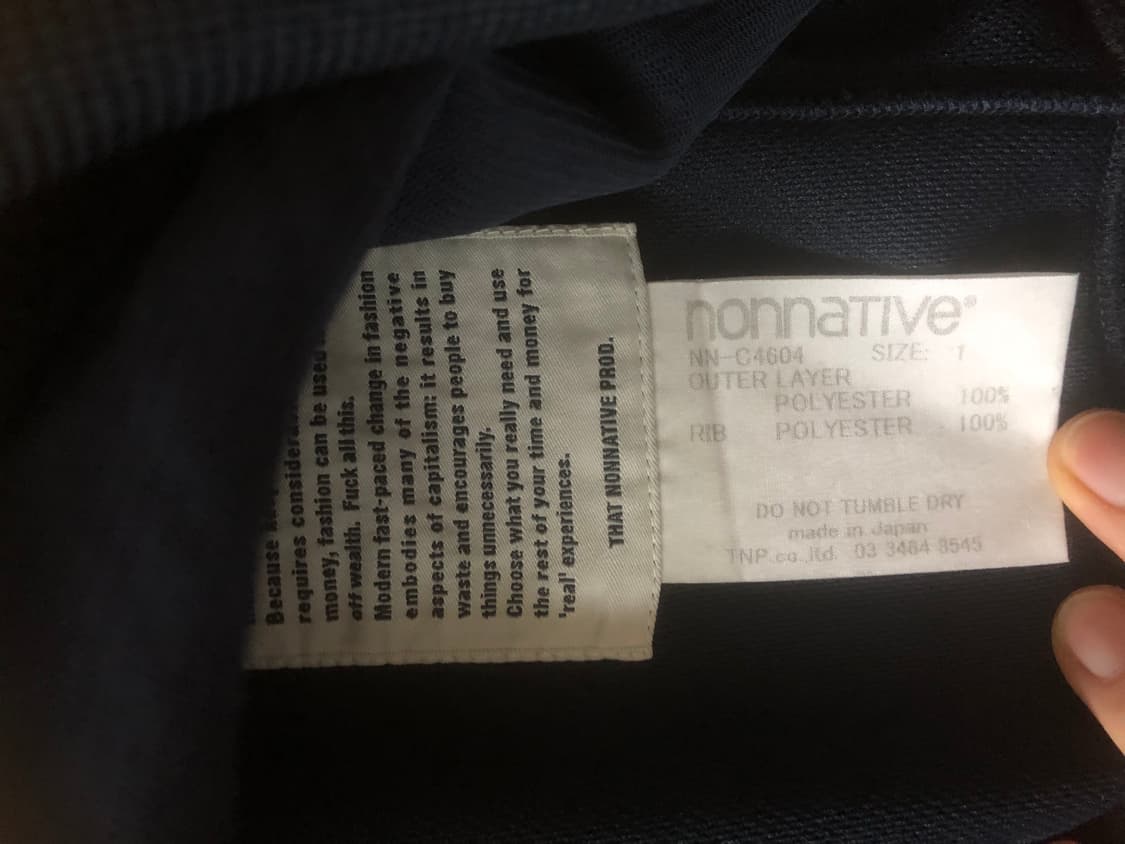 Because
requires
money, fashion can be used
off wealth. Fuck all this.
Modern fast-paced change in fashion
embodies many of the negative
aspects of capitalism: it results in
waste and encourages people to buy
things unnecessarily.
Choose what you really need and use
the rest of your time and money for
'real' experiences.
THAT NONNATIVE PROD.
nonnaTIVe®
NN-C4604 SIZE: 1
OUTER LAYER
POLYESTER 100%
RIB POLYESTER 100%
DO NOT TUMBLE DRY
made in Japan
TNP.co.,ltd. 03 3484 8545